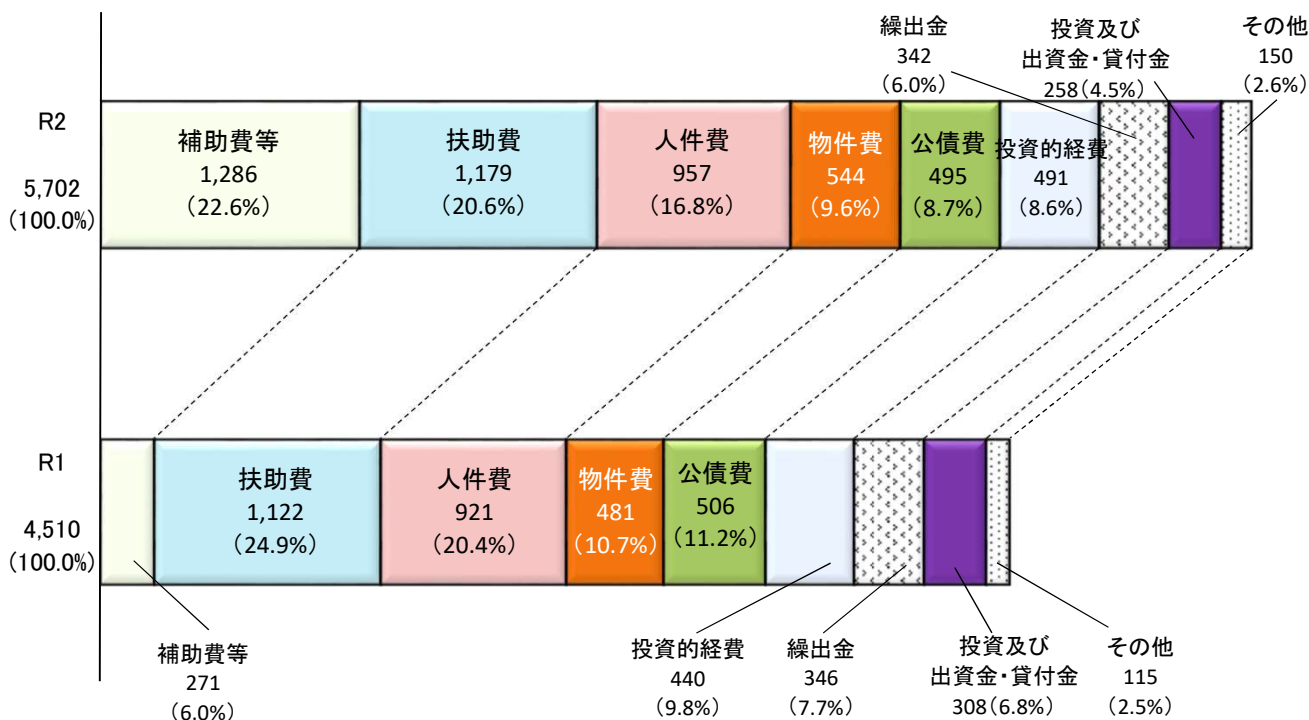 繰出金
342
(6.0%)
投資及び
出資金・貸付金
258(4.5%)
その他
150
(2.6%)
R2
5,702
(100.0%)
補助費等
1,286
(22.6%)
扶助費
1,179
(20.6%)
人件費
957
(16.8%)
物件費
544
(9.6%)
公債費
495
(8.7%)
投資的経費
491
(8.6%)
R1
4,510
(100.0%)
扶助費
1,122
(24.9%)
人件費
921
(20.4%)
物件費
481
(10.7%)
公債費
506
(11.2%)
補助費等
271
(6.0%)
投資的経費
440
(9.8%)
繰出金
346
(7.7%)
投資及び
出資金・貸付金
308(6.8%)
その他
115
(2.5%)